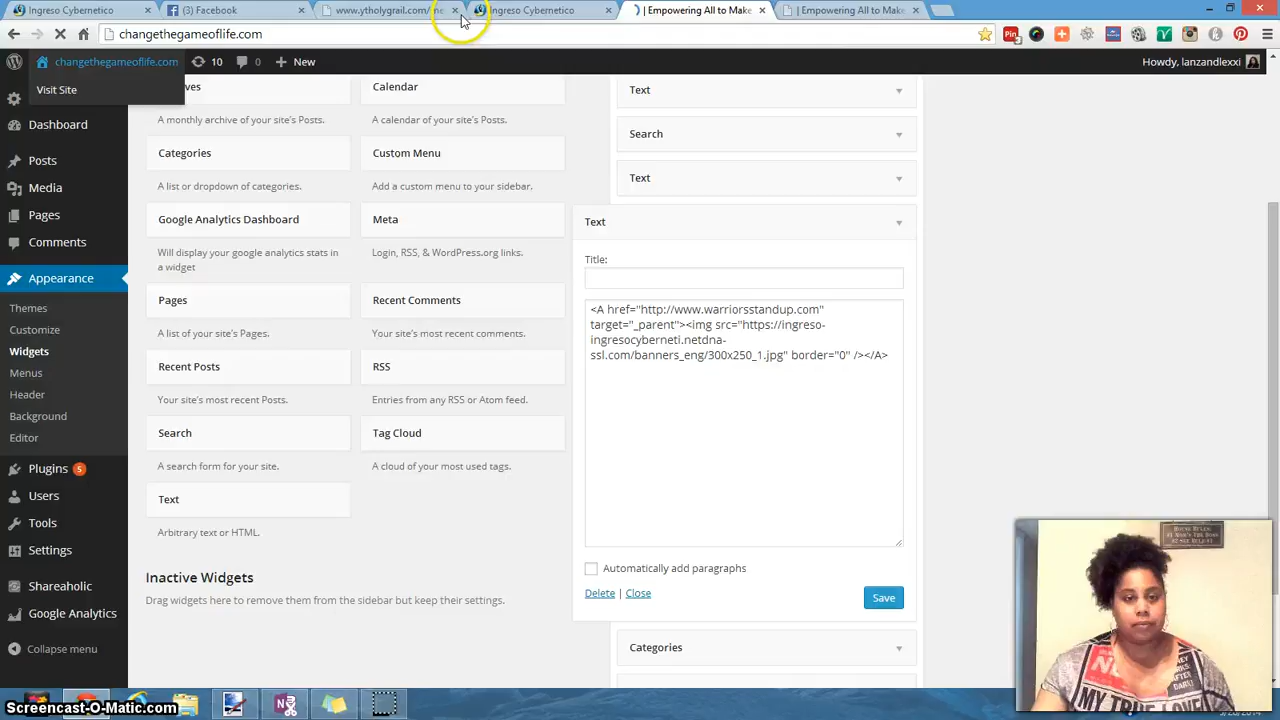 Ingreso Cybernetico
(3) Facebook
www.ytholygrail.com/me
Ingreso Cybernetico
| Empowering All to Make
| Empowering All to Make
changethegameoflife.com
changethegameoflife.com
10
0
+ New
Howdy, lanzandlexxi
Visit Site
Dashboard
Posts
Media
Pages
Comments
Appearance
Themes
Customize
Widgets
Menus
Header
Background
Editor
Plugins 5
Users
Tools
Settings
Shareaholic
Google Analytics
Collapse menu
ves
A monthly archive of your site's Posts.
Calendar
A calendar of your site's Posts.
Categories
A list or dropdown of categories.
Custom Menu
Add a custom menu to your sidebar.
Google Analytics Dashboard
Will display your google analytics stats in
a widget
Meta
Login, RSS, & WordPress.org links.
Pages
A list of your site's Pages.
Recent Comments
Your site's most recent comments.
Recent Posts
Your site's most recent Posts.
RSS
Entries from any RSS or Atom feed.
Search
A search form for your site.
Tag Cloud
A cloud of your most used tags.
Text
Arbitrary text or HTML.
Inactive Widgets
Drag widgets here to remove them from the sidebar but keep their settings.
Text
Search
Text
Text
Title:
<A href="http://www.warriorsstandup.com"
target="_parent"><img src="https://ingreso-
ingresocyberneti.netdna-
ssl.com/banners_eng/300x250_1.jpg" border="0" /></A>
Automatically add paragraphs
Delete | Close
Save
Categories
MY TRUE LOVE
Screencast-O-Matic.com